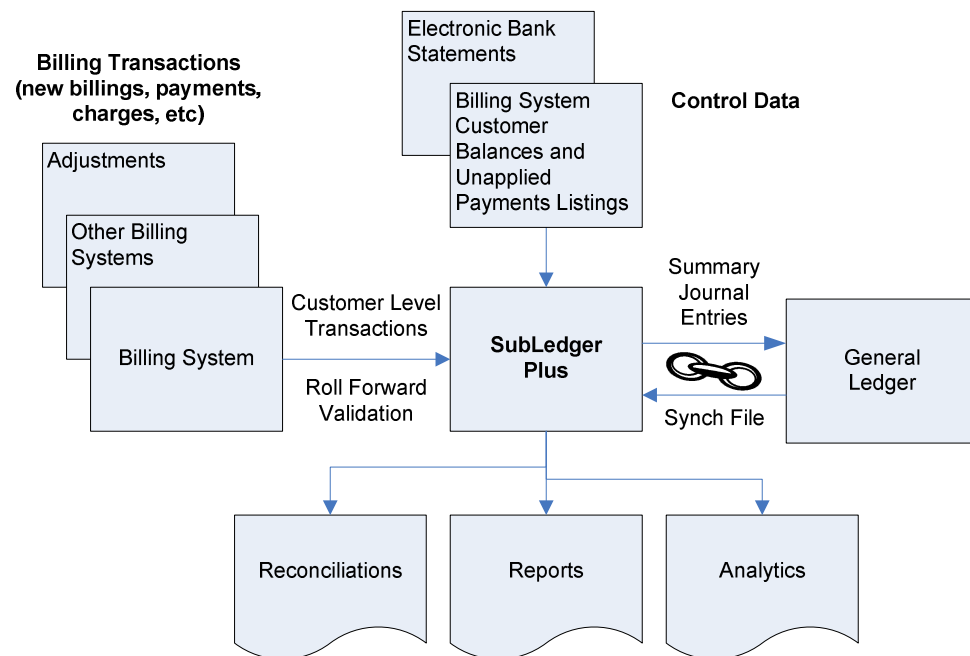 Billing Transactions
(new billings, payments,
charges, etc)
Adjustments
Other Billing
Systems
Billing System
Electronic Bank
Statements
Billing System
Customer
Balances and
Unapplied
Payments Listings
Control Data
Customer Level
Transactions
Roll Forward
Validation
SubLedger
Plus
Summary
Journal
Entries
Synch File
General
Ledger
Reconciliations
Reports
Analytics